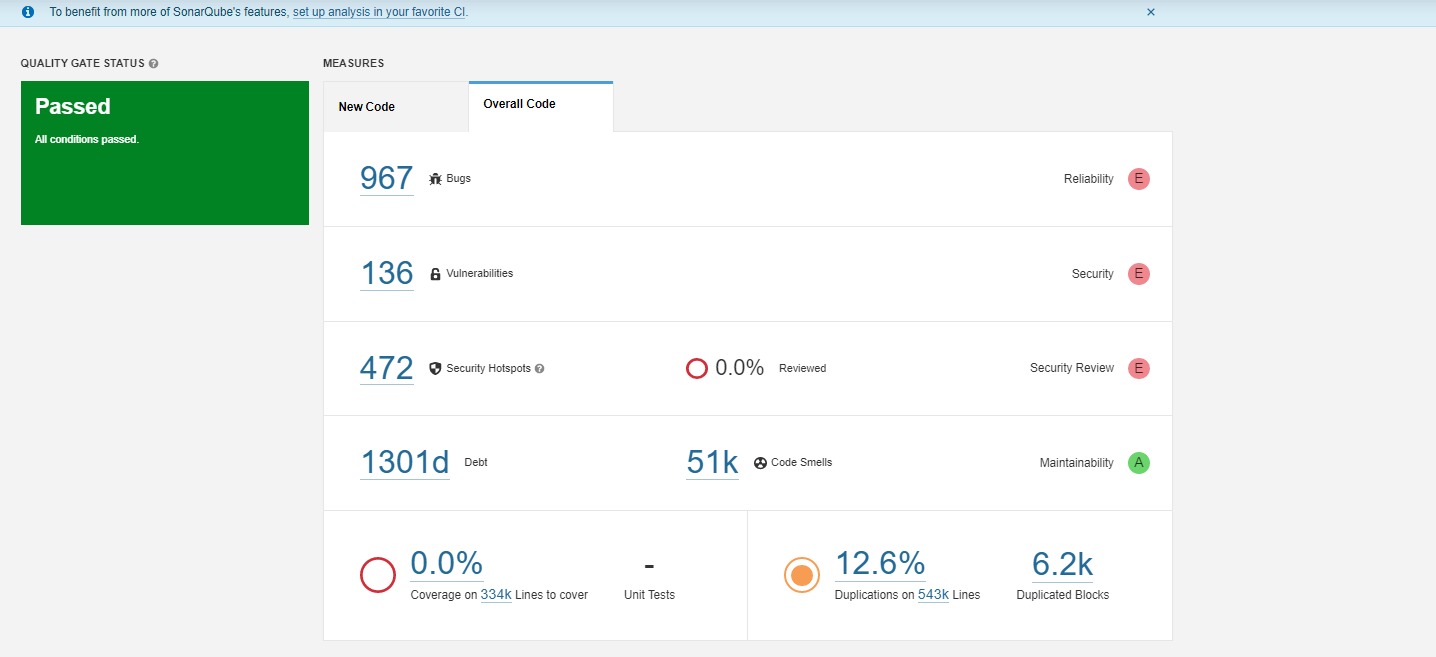 To benefit from more of SonarQube's features, set up analysis in your favorite CI.
QUALITY GATE STATUS
MEASURES
Passed
All conditions passed.
New Code
Overall Code
967 Bugs
Reliability E
136 Vulnerabilities
Security E
472 Security Hotspots
0.0% Reviewed
Security Review E
1301d Debt
51k Code Smells
Maintainability A
0.0%
Coverage on 334k Lines to cover
-
Unit Tests
12.6%
Duplications on 543k Lines
6.2k
Duplicated Blocks